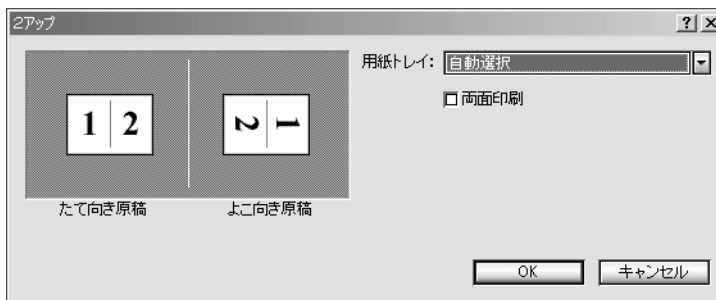 2アップ
用紙トレイ: 自動選択
両面印刷
1 2
2 1
たて向き原稿 よこ向き原稿
OK キャンセル